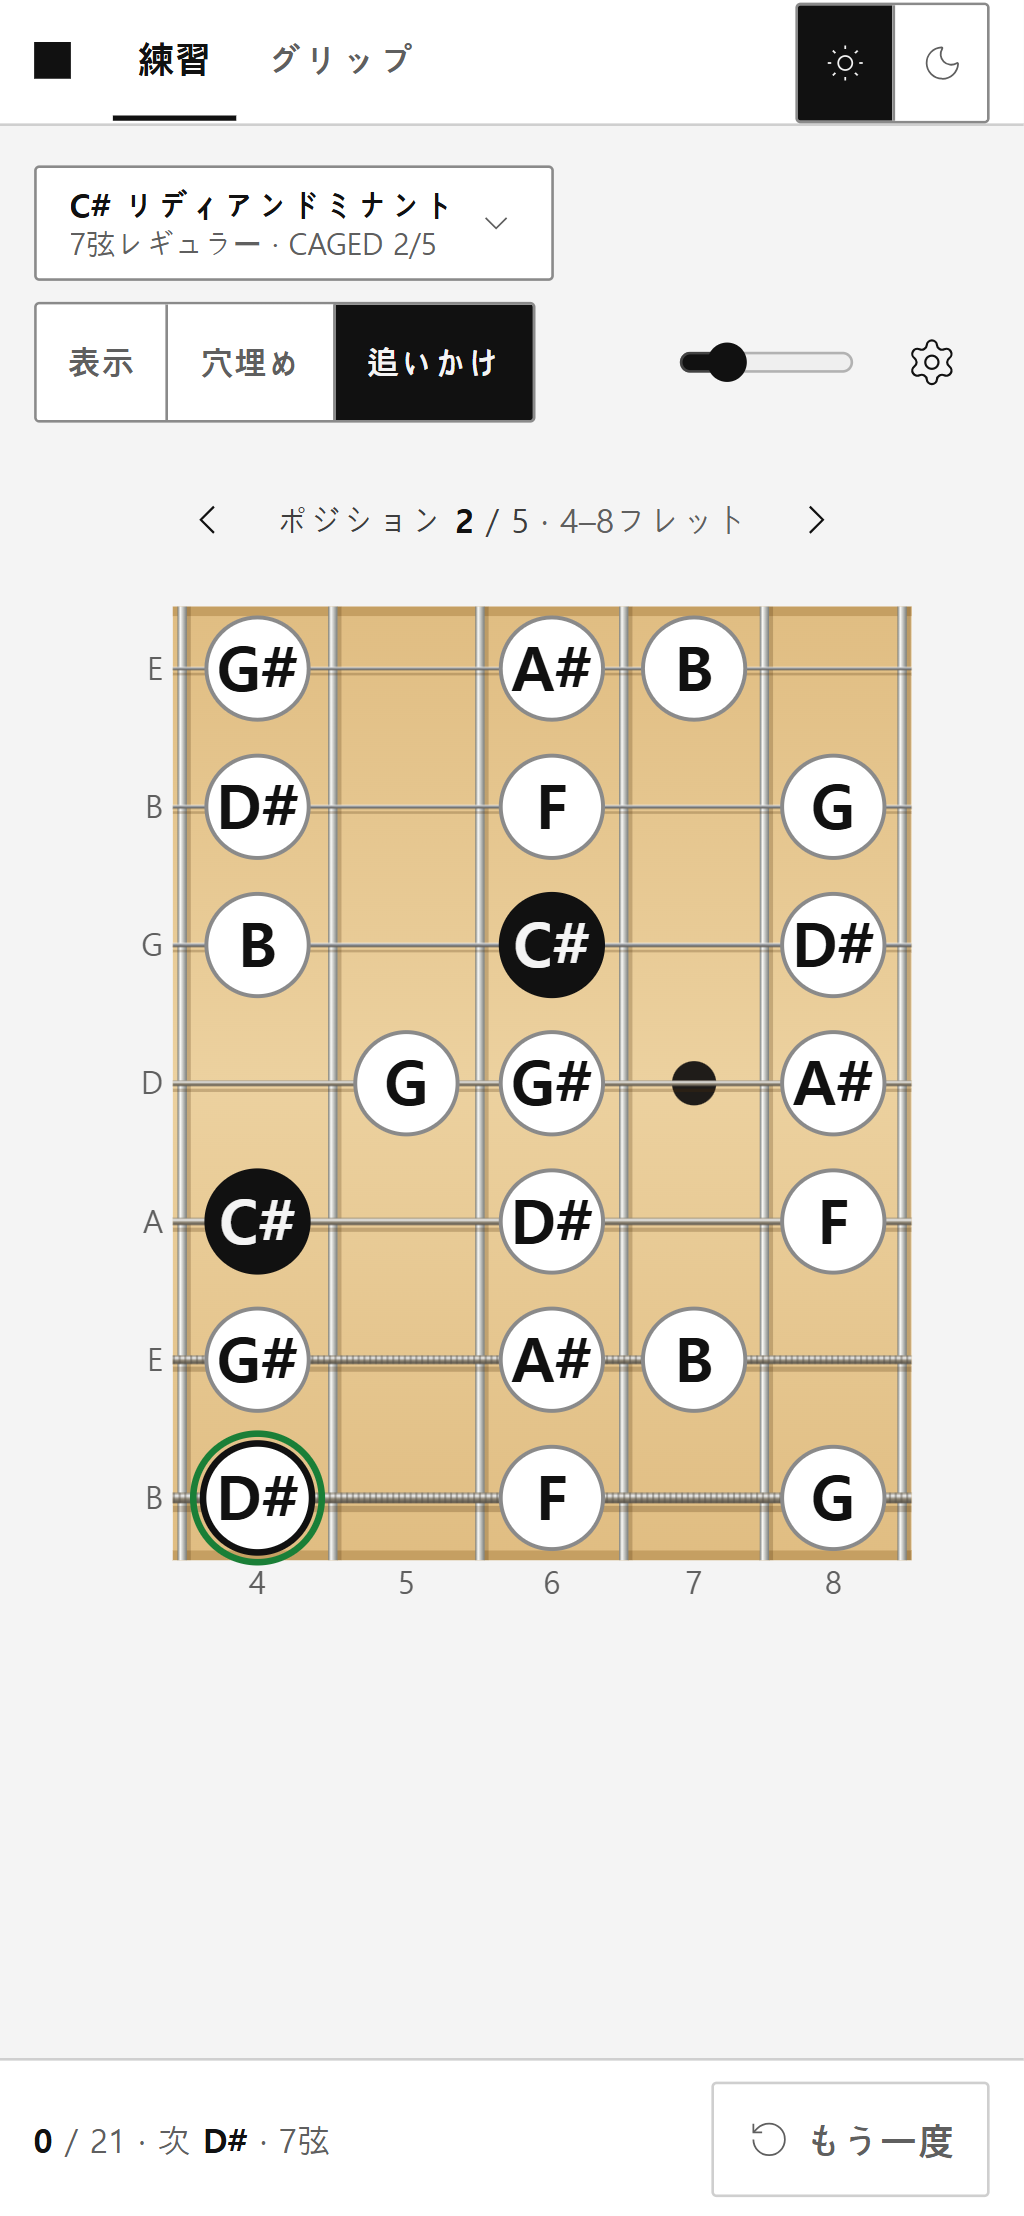 練習 グリップ
C# リディアンドミナント
7弦レギュラー · CAGED 2/5
表示 穴埋め 追いかけ
ポジション 2 / 5 · 4–8フレット
E G# A# B
B D# F G
G B C# D#
D G G# A#
A C# D# F
E G# A# B
B D# F G
4 5 6 7 8
0 / 21 · 次 D# · 7弦
もう一度